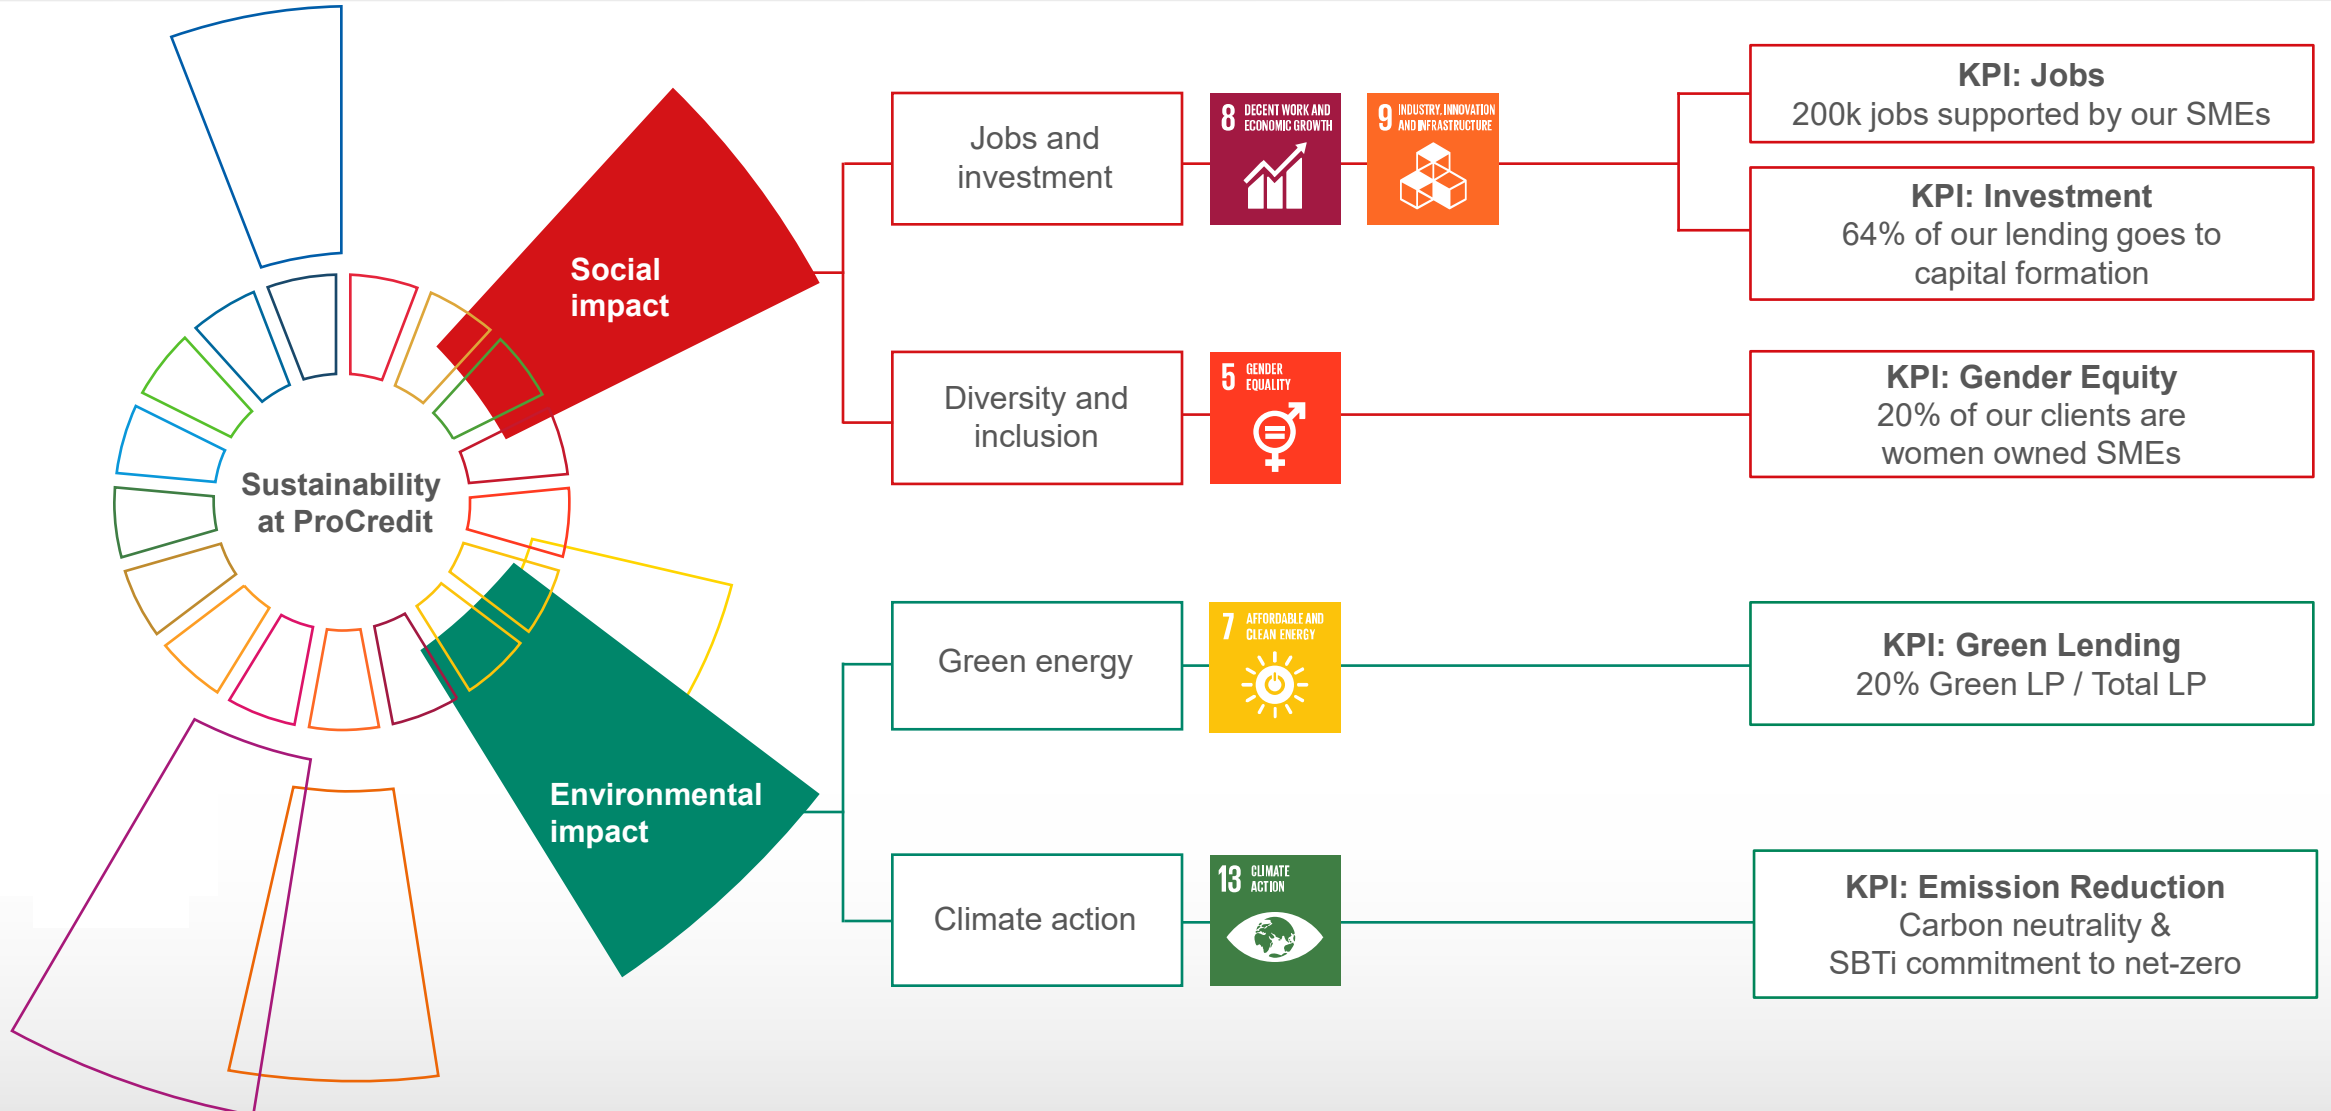 Sustainability
at ProCredit
Social
impact
Jobs and
investment
8 DECENT WORK AND
ECONOMIC GROWTH
9 INDUSTRY, INNOVATION
AND INFRASTRUCTURE
KPI: Jobs
200k jobs supported by our SMEs
KPI: Investment
64% of our lending goes to
capital formation
Diversity and
inclusion
5 GENDER
EQUALITY
KPI: Gender Equity
20% of our clients are
women owned SMEs
Environmental
impact
Green energy
7 AFFORDABLE AND
CLEAN ENERGY
KPI: Green Lending
20% Green LP / Total LP
Climate action
13 CLIMATE
ACTION
KPI: Emission Reduction
Carbon neutrality &
SBTi commitment to net-zero